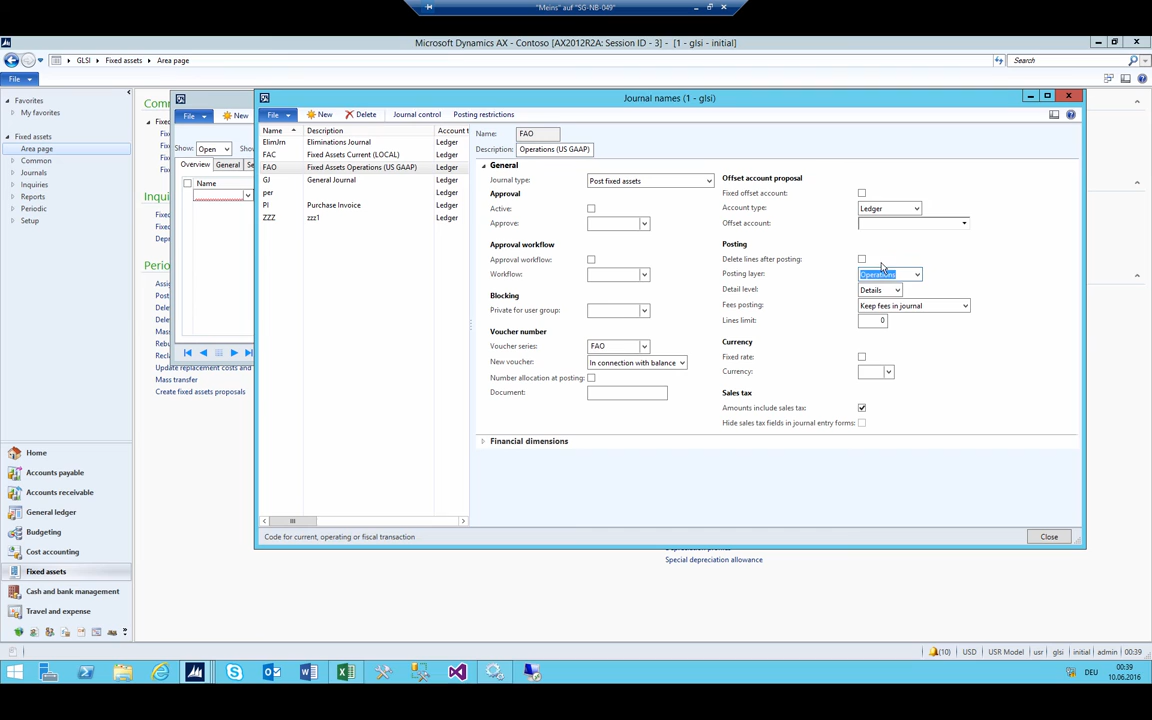 "Meins" auf "SG-NB-049"
Microsoft Dynamics AX - Contoso [AX2012R2A: Session ID - 3] - [1 - glsi - initial]
GLSI Fixed assets Area page
Search
File
Favorites
My favorites
Fixed assets
Area page
Common
Journals
Inquiries
Reports
Periodic
Setup
Home
Accounts payable
Accounts receivable
General ledger
Budgeting
Cost accounting
Fixed assets
Cash and bank management
Travel and expense
Update replacement costs and
Mass transfer
Create fixed assets proposals
File New
Show: Open
Overview General
Name
Journal names (1 - glsi)
File New Delete Journal control Posting restrictions
Name Description Account t
ElimJrn Eliminations Journal Ledger
FAC Fixed Assets Current (LOCAL) Ledger
FAO Fixed Assets Operations (US GAAP) Ledger
GJ General Journal Ledger
per Ledger
PI Purchase Invoice Ledger
ZZZ zzz1 Ledger
Name: FAO
Description: Operations (US GAAP)
General
Journal type: Post fixed assets
Approval
Active:
Approve:
Approval workflow
Approval workflow:
Workflow:
Blocking
Private for user group:
Voucher number
Voucher series: FAO
New voucher: In connection with balance
Number allocation at posting:
Document:
Offset account proposal
Fixed offset account:
Account type: Ledger
Offset account:
Posting
Delete lines after posting:
Posting layer: Operations
Detail level: Details
Fees posting: Keep fees in journal
Lines limit: 0
Currency
Fixed rate:
Currency:
Sales tax
Amounts include sales tax:
Hide sales tax fields in journal entry forms:
Financial dimensions
Code for current, operating or fiscal transaction
Close
Special depreciation allowance
(10) USD USR Model usr glsi initial admin 00:39
DEU
00:39
10.06.2016